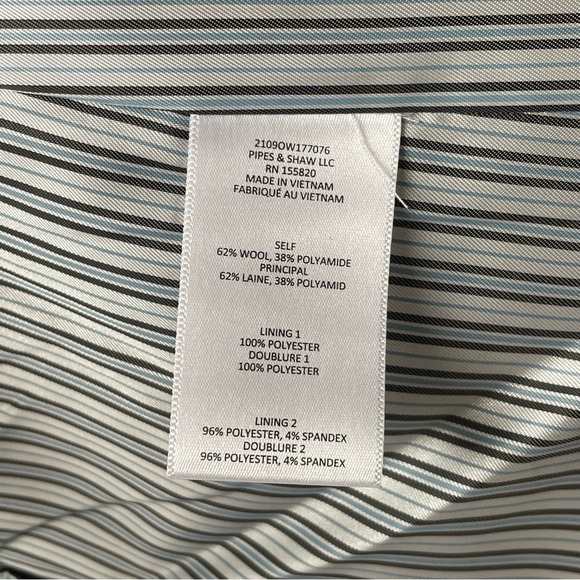 2109OW177076
PIPES & SHAW LLC
RN 155820
MADE IN VIETNAM
FABRIQUÉ AU VIETNAM
SELF
62% WOOL, 38% POLYAMIDE
PRINCIPAL
62% LAINE, 38% POLYAMID
LINING 1
100% POLYESTER
DOUBLURE 1
100% POLYESTER
LINING 2
96% POLYESTER, 4% SPANDEX
DOUBLURE 2
96% POLYESTER, 4% SPANDEX